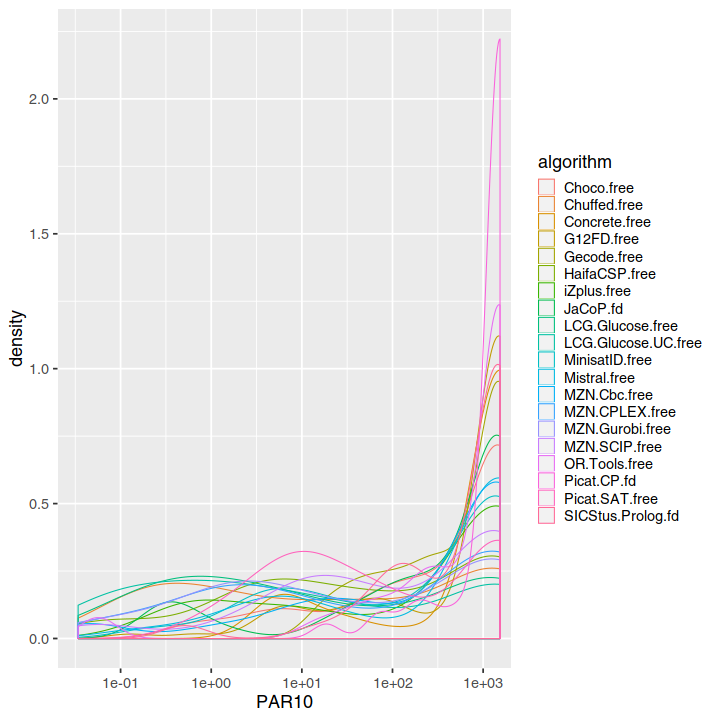 density
2.0
1.5
1.0
0.5
0.0
1e-01 1e+00 1e+01 1e+02 1e+03
PAR10
algorithm
Choco.free
Chuffed.free
Concrete.free
G12FD.free
Gecode.free
HaifaCSP.free
iZplus.free
JaCoP.fd
LCG.Glucose.free
LCG.Glucose.UC.free
MinisatID.free
Mistral.free
MZN.Cbc.free
MZN.CPLEX.free
MZN.Gurobi.free
MZN.SCIP.free
OR.Tools.free
Picat.CP.fd
Picat.SAT.free
SICStus.Prolog.fd